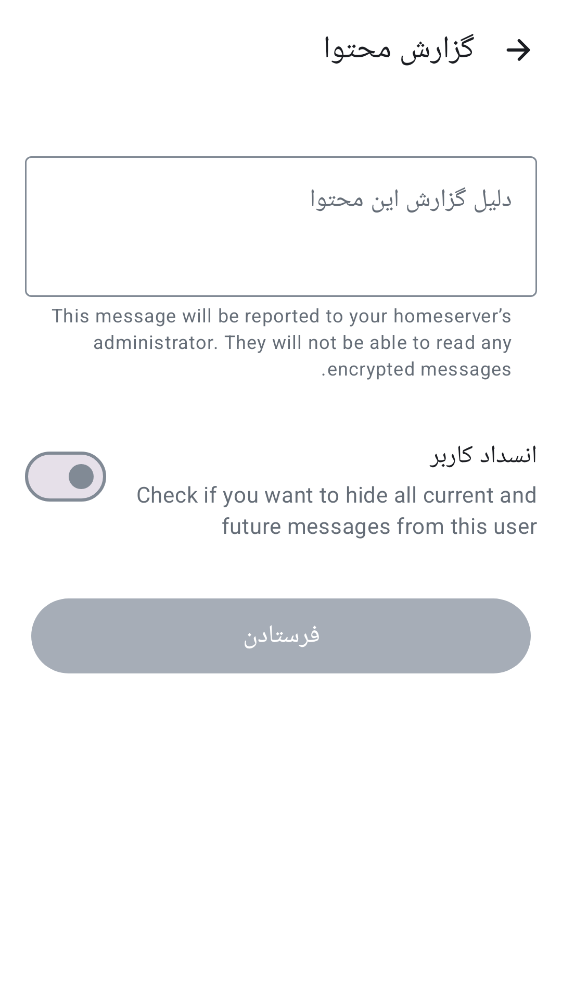 گزارش محتوا
دلیل گزارش این محتوا
This message will be reported to your homeserver’s
administrator. They will not be able to read any
encrypted messages.
انسداد کاربر
Check if you want to hide all current and
future messages from this user
فرستادن